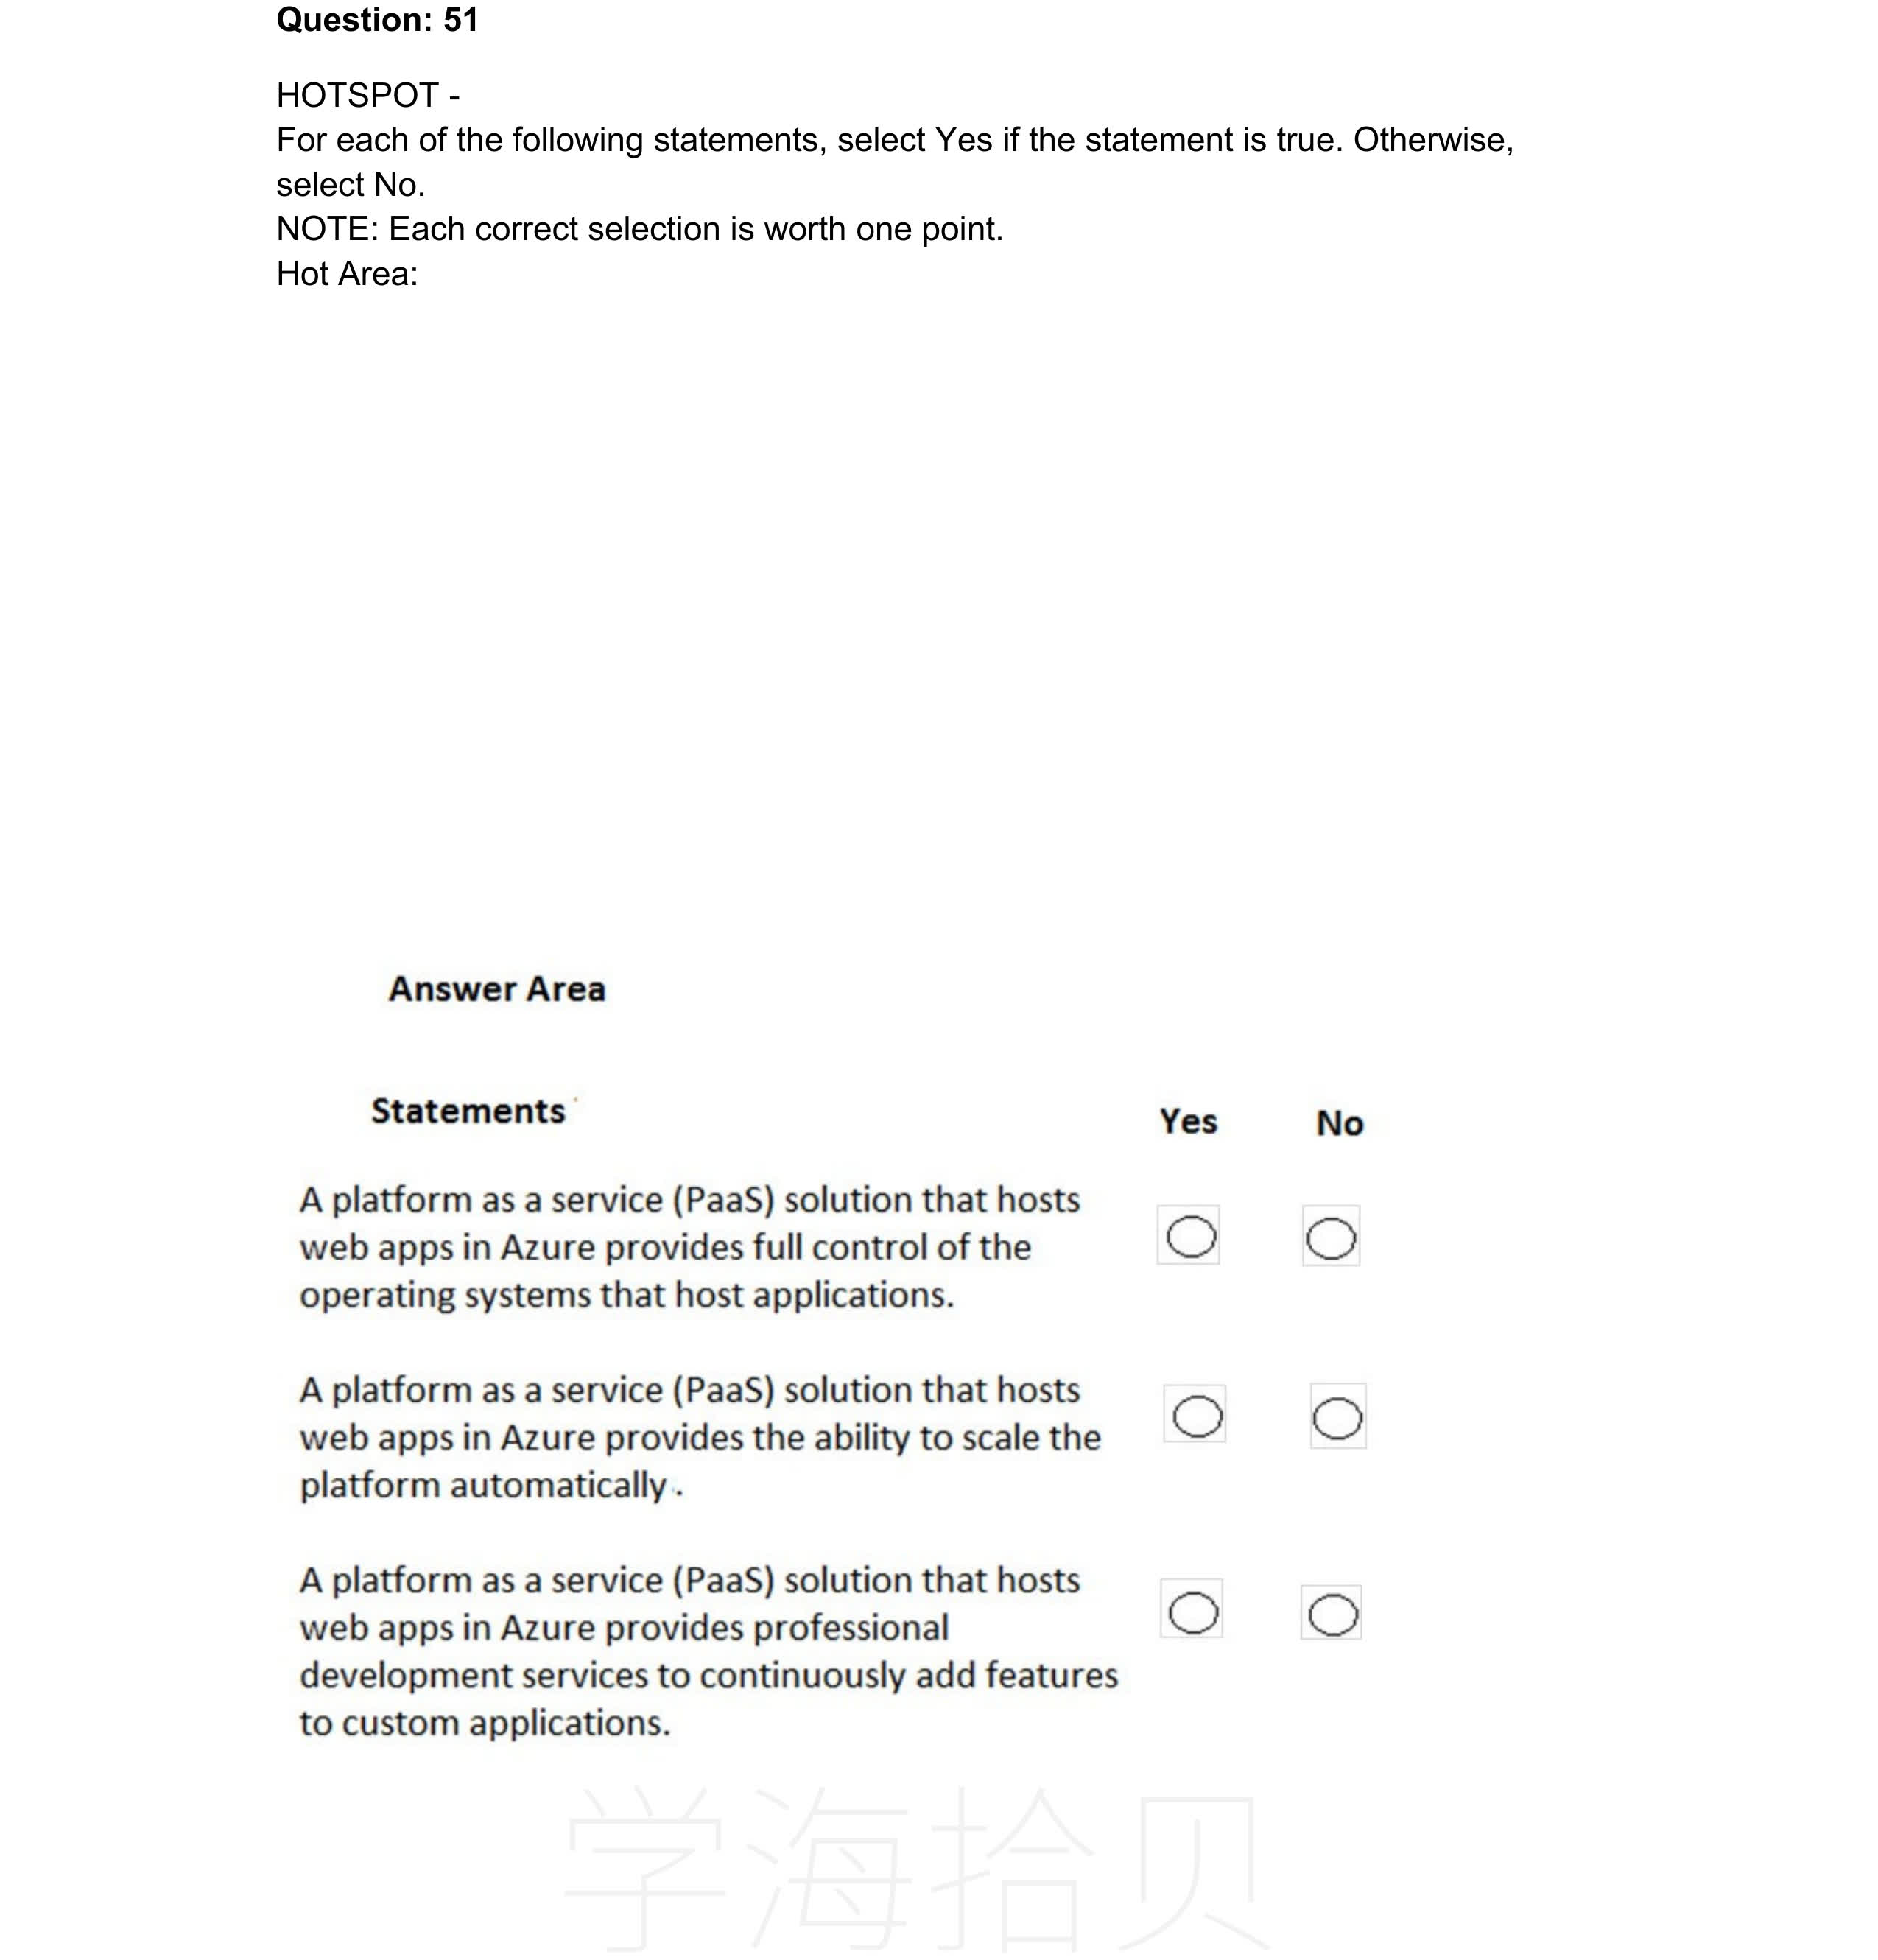 Question: 51
HOTSPOT -
For each of the following statements, select Yes if the statement is true. Otherwise,
select No.
NOTE: Each correct selection is worth one point.
Hot Area:
Answer Area
Statements
Yes No
A platform as a service (PaaS) solution that hosts
web apps in Azure provides full control of the
operating systems that host applications.
A platform as a service (PaaS) solution that hosts
web apps in Azure provides the ability to scale the
platform automatically.
A platform as a service (PaaS) solution that hosts
web apps in Azure provides professional
development services to continuously add features
to custom applications.
学海拾贝